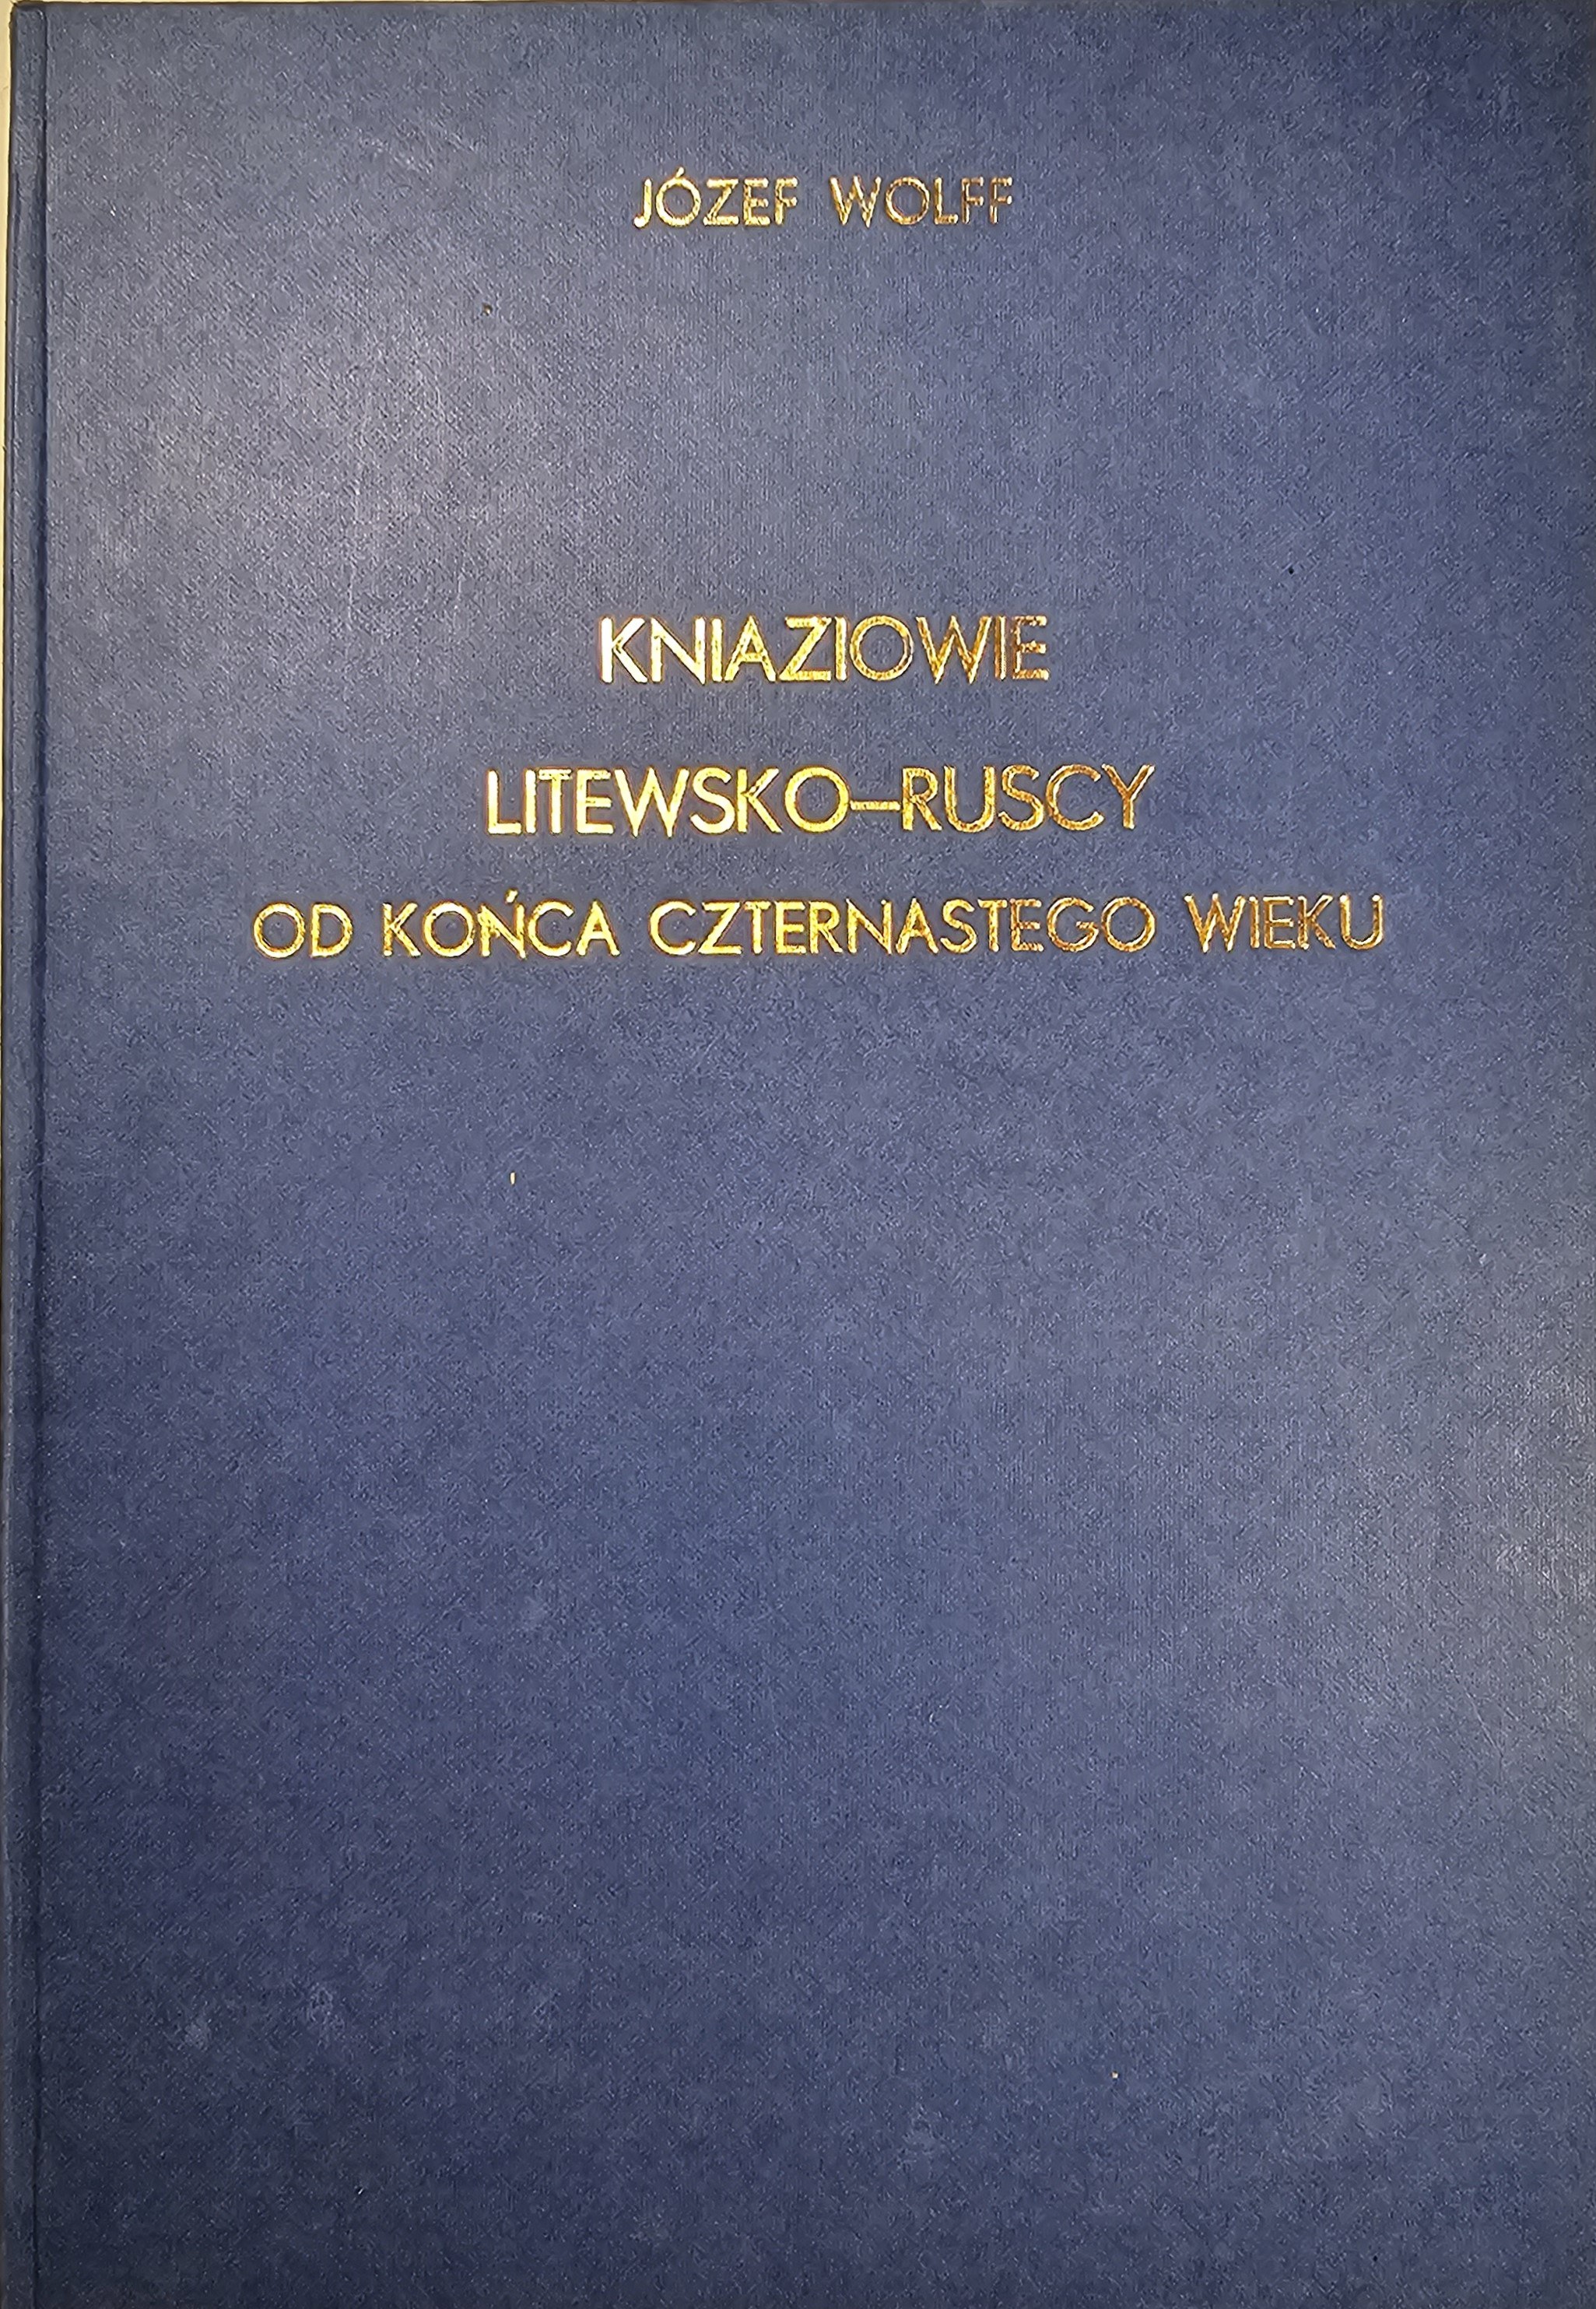 JÓZEF WOLFF
KNIAZIOWIE
LITEWSKO-RUSCY
OD KOŃCA CZTERNASTEGO WIEKU